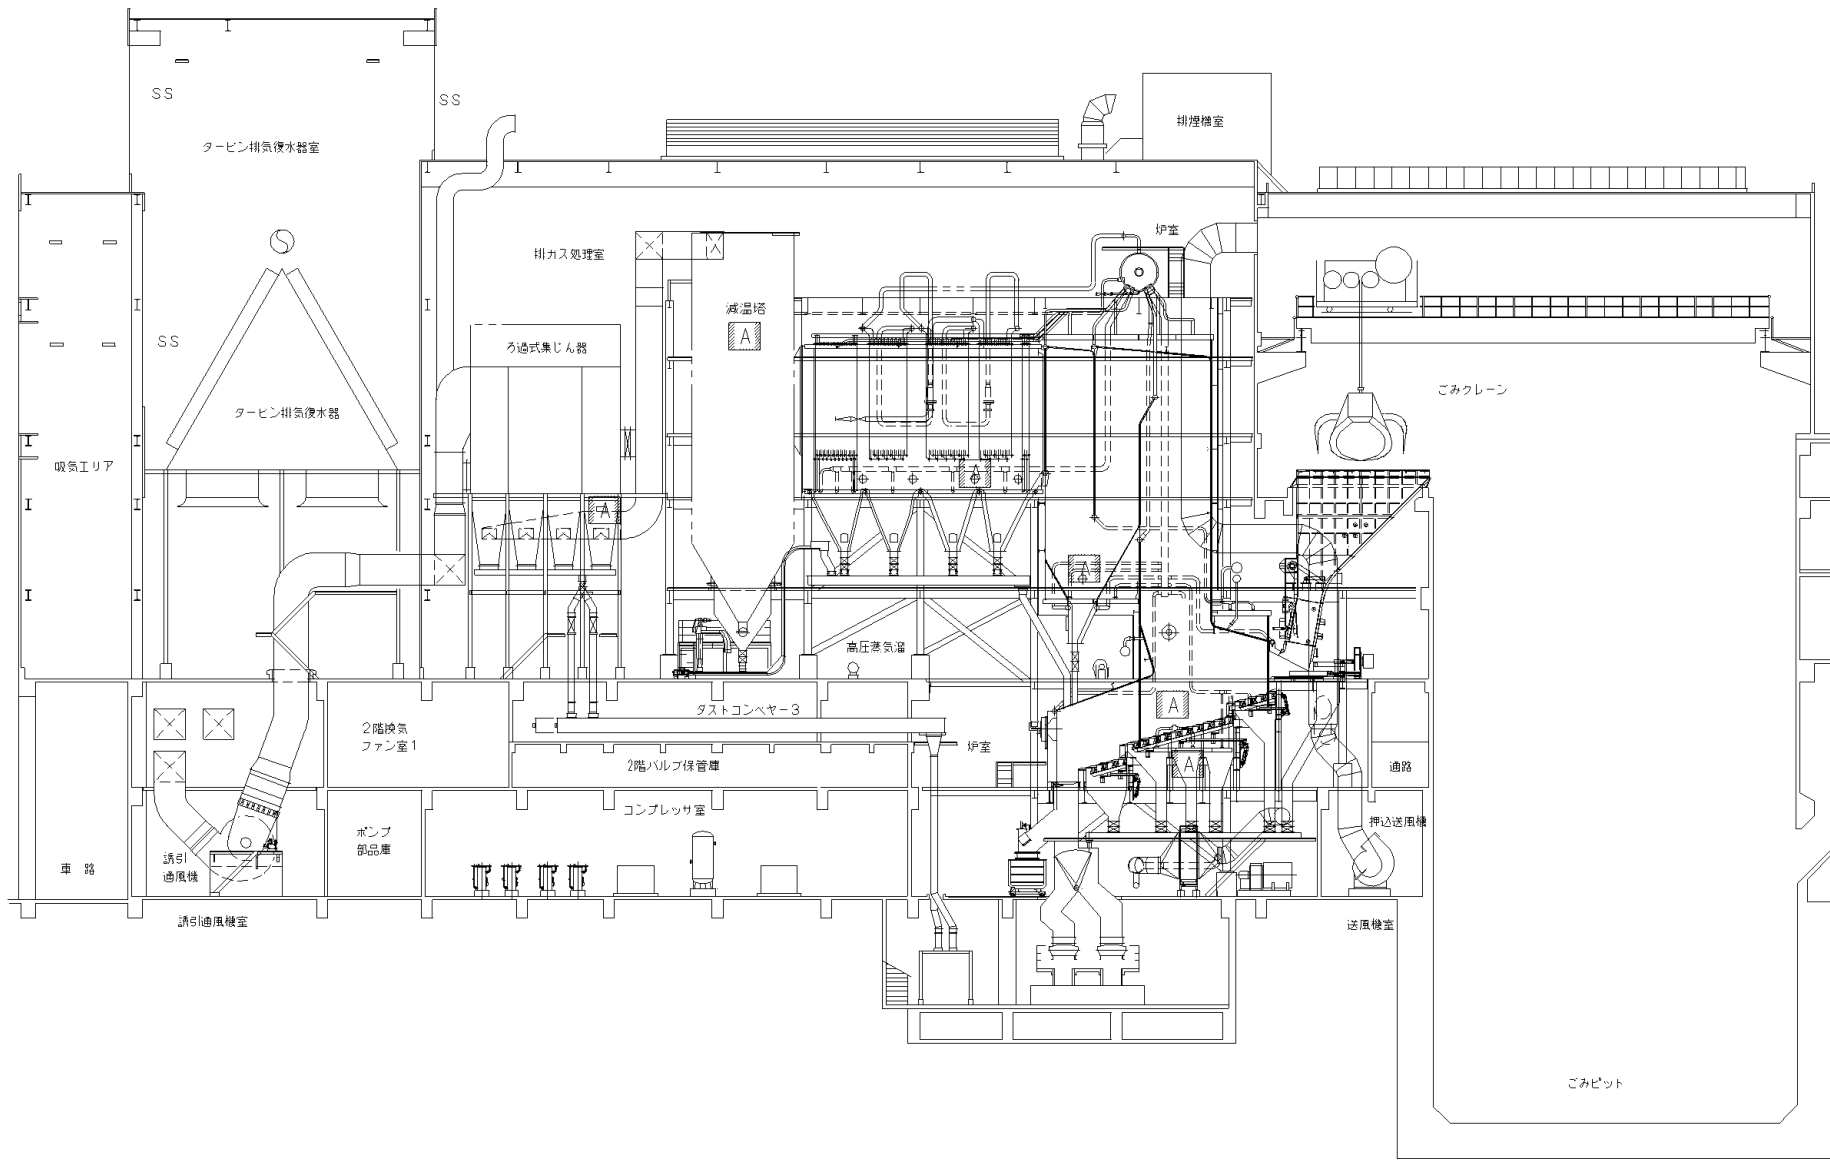 SS
SS
排煙機室
タービン排気復水器室
炉室
排ガス処理室
減温塔
A
SS
ろ過式集じん器
ごみクレーン
タービン排気復水器
吸気エリア
A
A
A
高圧蒸気溜
ダストコンベヤー3
A
2階換気
ファン室1
炉室
2階バルブ保管庫
A
通路
コンプレッサ室
押込送風機
ポンプ
部品庫
誘引
通風機
車 路
誘引通風機室
送風機室
ごみピット